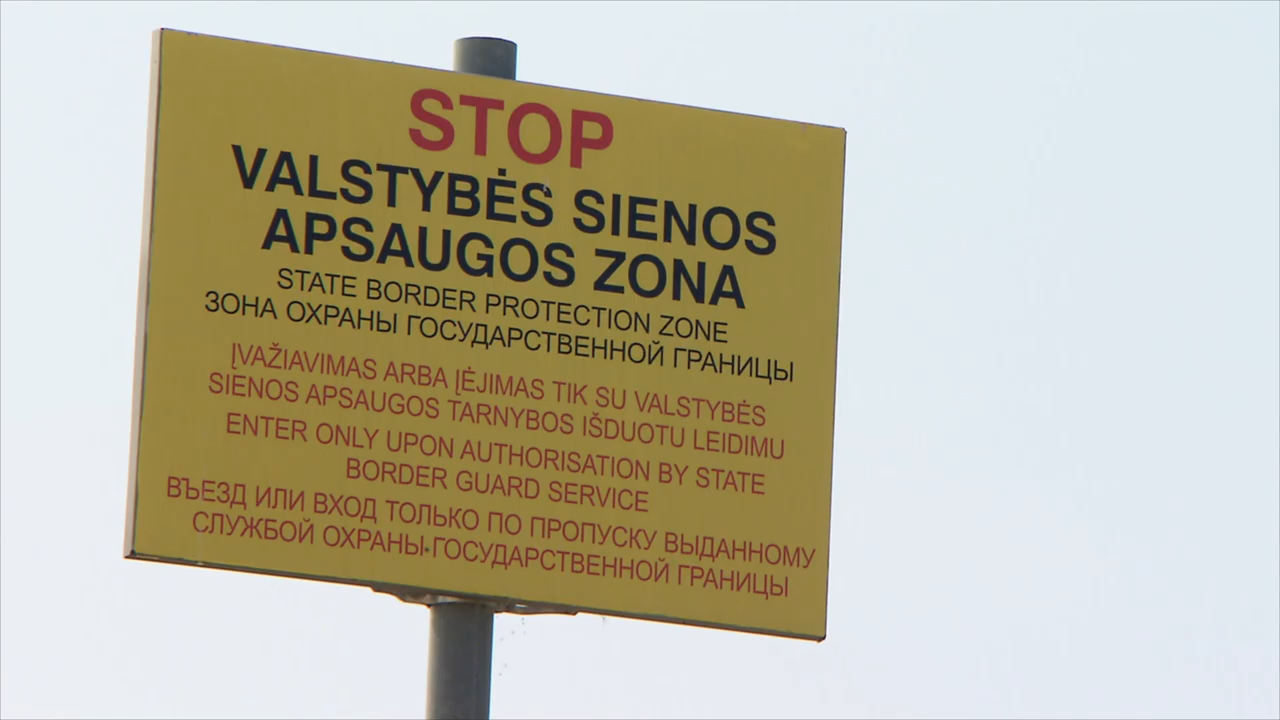 STOP
VALSTYBĖS SIENOS
APSAUGOS ZONA
STATE BORDER PROTECTION ZONE
ЗОНА ОХРАНЫ ГОСУДАРСТВЕННОЙ ГРАНИЦЫ
ĮVAŽIAVIMAS ARBA ĮĖJIMAS TIK SU VALSTYBĖS
SIENOS APSAUGOS TARNYBOS IŠDUOTU LEIDIMU
ENTER ONLY UPON AUTHORISATION BY STATE
BORDER GUARD SERVICE
ВЪЕЗД ИЛИ ВХОД ТОЛЬКО ПО ПРОПУСКУ ВЫДАННОМУ
СЛУЖБОЙ ОХРАНЫ ГОСУДАРСТВЕННОЙ ГРАНИЦЫ